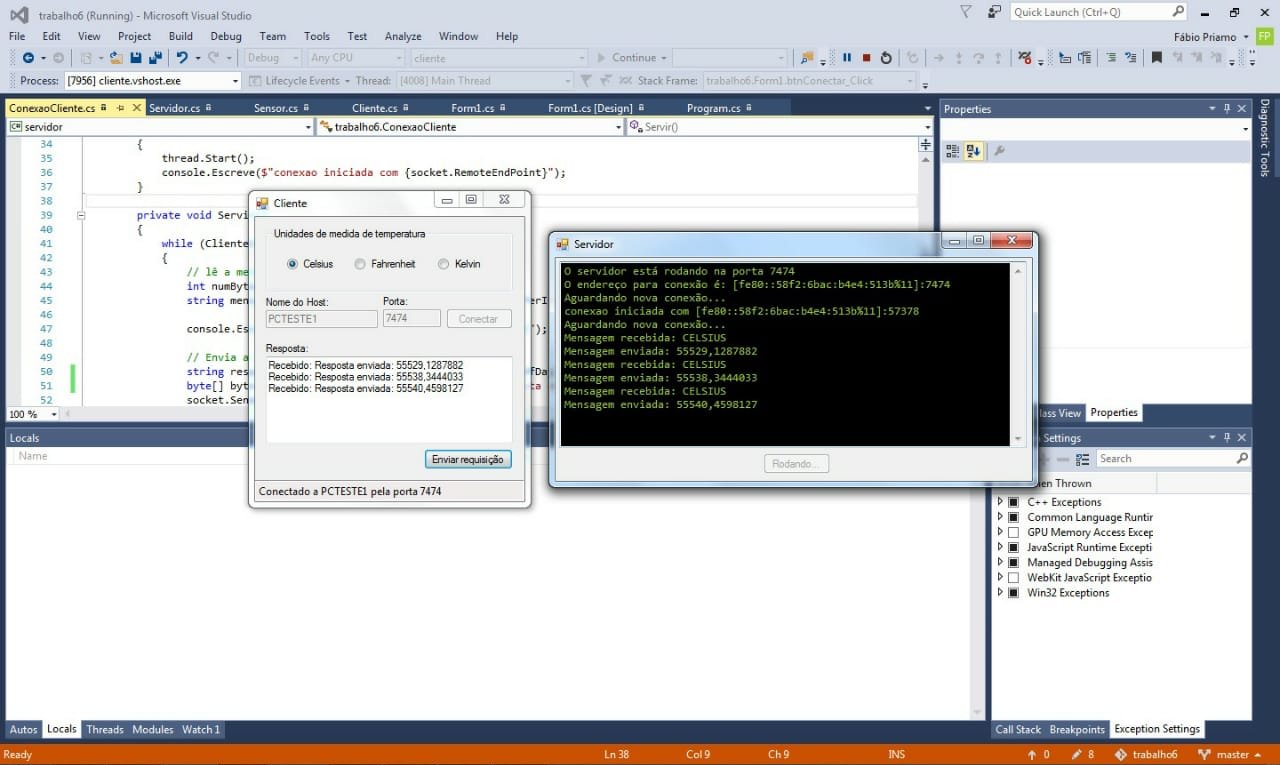 trabalho6 (Running) - Microsoft Visual Studio
Quick Launch (Ctrl+Q)
File Edit View Project Build Debug Team Tools Test Analyze Window Help
Fábio Priamo FP
Debug Any CPU cliente Continue
Process: [7956] cliente.vshost.exe Lifecycle Events Thread: [4008] Main Thread Stack Frame: trabalho6.Form1.btnConectar_Click
ConexaoCliente.cs Servidor.cs Sensor.cs Cliente.cs Form1.cs Form1.cs [Design] Program.cs
servidor trabalho6.ConexaoCliente Servir()
34 {
35 thread.Start();
36 console.Escreve($"conexao iniciada com {socket.RemoteEndPoint}");
37 }
38
39 private void Servi
40 {
41 while (Cliente
42 {
43 // lê a me
44 int numByt
45 string men
46
47 console.Es ");
48
49 // Envia a
50 string res
51 byte[] byt
52 socket.Sen
100 %
Cliente
Unidades de medida de temperatura
Celsius Fahrenheit Kelvin
Nome do Host: Porta:
PCTESTE1 7474 Conectar
Resposta:
Recebido: Resposta enviada: 55529,1287882
Recebido: Resposta enviada: 55538,3444033
Recebido: Resposta enviada: 55540,4598127
Enviar requisição
Conectado a PCTESTE1 pela porta 7474
Servidor
O servidor está rodando na porta 7474
O endereço para conexão é: [fe80::58f2:6bac:b4e4:513b%11]:7474
Aguardando nova conexão...
conexao iniciada com [fe80::58f2:6bac:b4e4:513b%11]:57378
Aguardando nova conexão...
Mensagem recebida: CELSIUS
Mensagem enviada: 55529,1287882
Mensagem recebida: CELSIUS
Mensagem enviada: 55538,3444033
Mensagem recebida: CELSIUS
Mensagem enviada: 55540,4598127
Rodando...
Properties
Diagnostic Tools
lass View Properties
Settings
Search
en Thrown
C++ Exceptions
Common Language Runtir
GPU Memory Access Excep
JavaScript Runtime Excepti
Managed Debugging Assis
WebKit JavaScript Exceptio
Win32 Exceptions
Locals
Name
Autos Locals Threads Modules Watch 1
Call Stack Breakpoints Exception Settings
Ready Ln 38 Col 9 Ch 9 INS 0 8 trabalho6 master